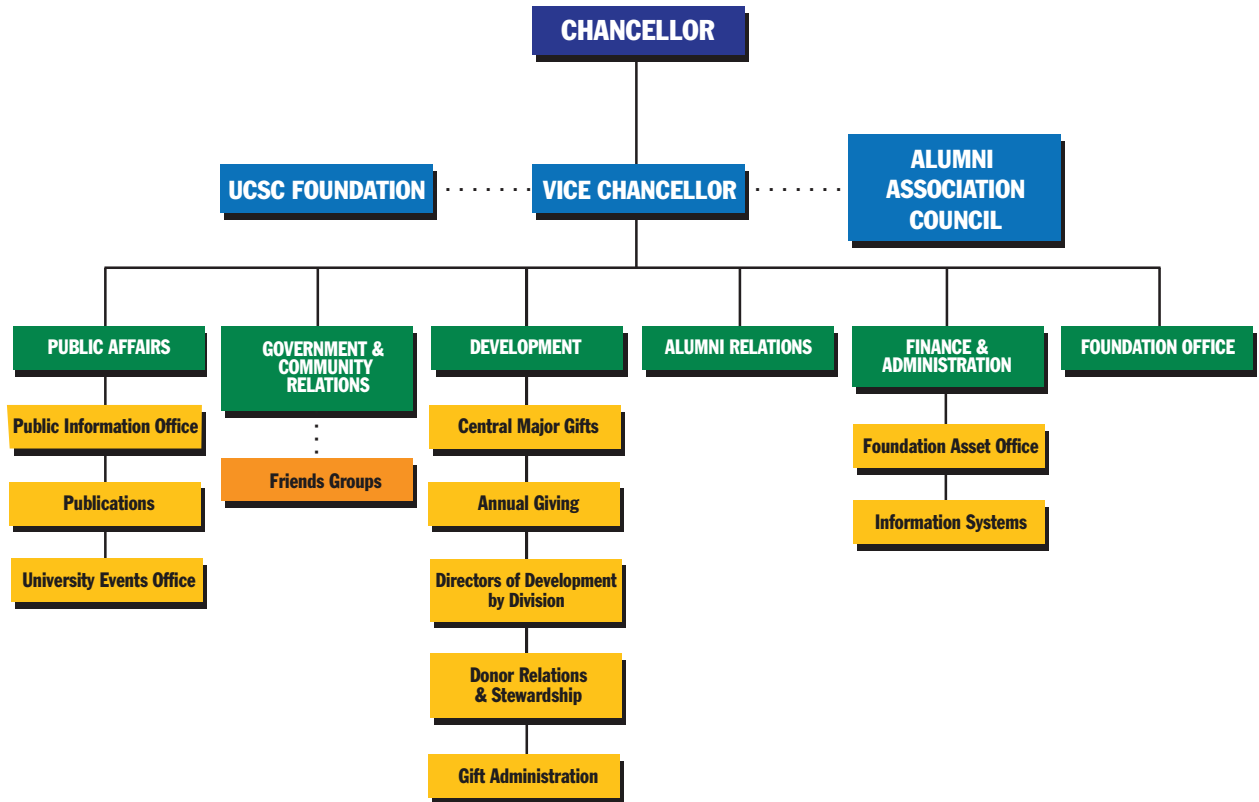 CHANCELLOR
UCSC FOUNDATION
VICE CHANCELLOR
ALUMNI
ASSOCIATION
COUNCIL
PUBLIC AFFAIRS
GOVERNMENT &
COMMUNITY
RELATIONS
DEVELOPMENT
ALUMNI RELATIONS
FINANCE &
ADMINISTRATION
FOUNDATION OFFICE
Public Information Office
Publications
University Events Office
Friends Groups
Central Major Gifts
Annual Giving
Directors of Development
by Division
Donor Relations
& Stewardship
Gift Administration
Foundation Asset Office
Information Systems